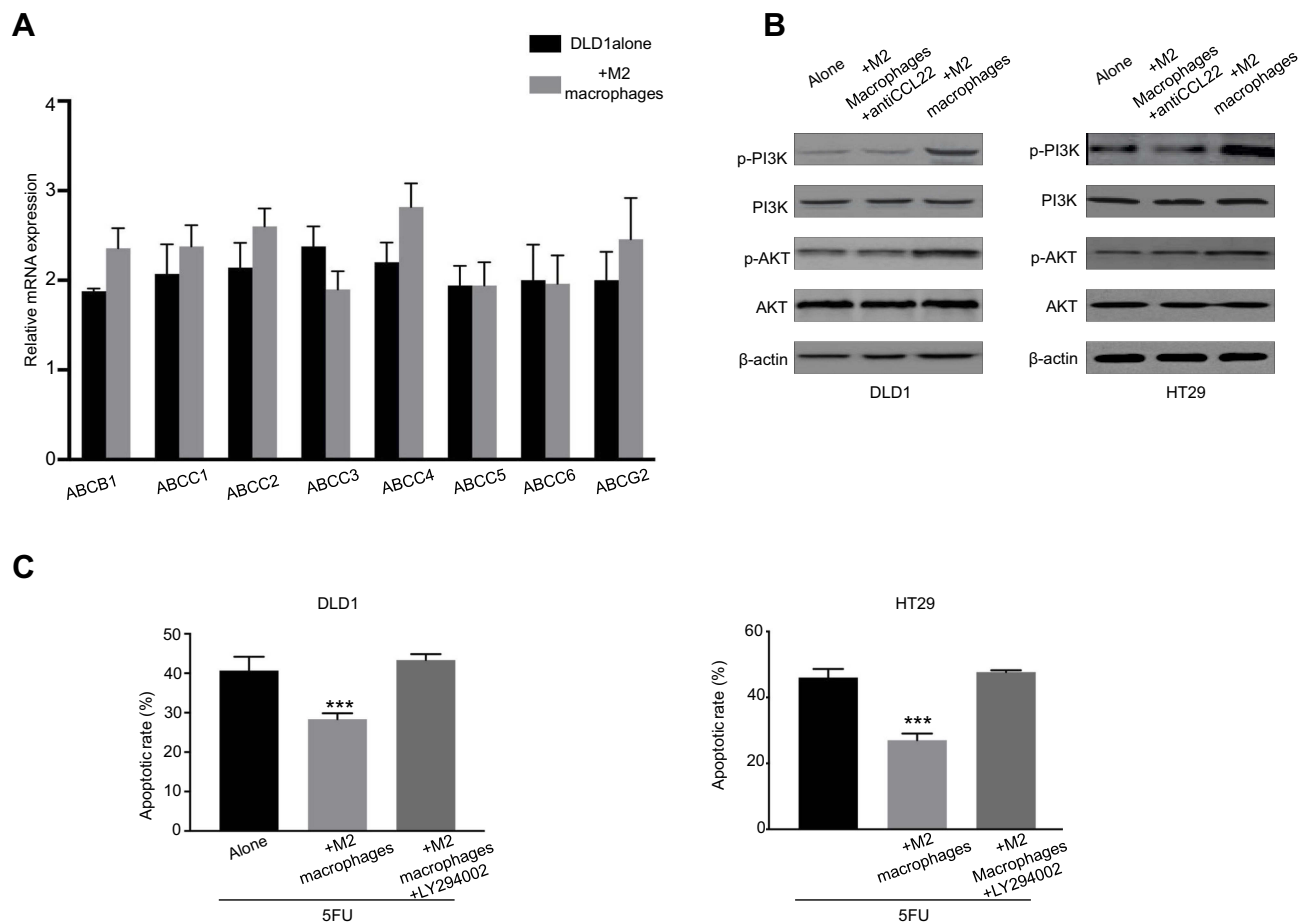 A
DLD1alone
+M2
macrophages
Relative mRNA expression
4
3
2
1
0
ABCB1
ABCC1
ABCC2
ABCC3
ABCC4
ABCC5
ABCC6
ABCG2
B
Alone
+M2
Macrophages
+antiCCL22
+M2
macrophages
p-PI3K
PI3K
p-AKT
AKT
β-actin
DLD1
Alone
+M2
Macrophages
+antiCCL22
+M2
macrophages
p-PI3K
PI3K
p-AKT
AKT
β-actin
HT29
C
DLD1
Apoptotic rate (%)
50
40
30
20
10
0
***
Alone
+M2
macrophages
+M2
macrophages
+LY294002
5FU
HT29
Apoptotic rate (%)
60
40
20
0
***
+M2
macrophages
+M2
Macrophages
+LY294002
5FU